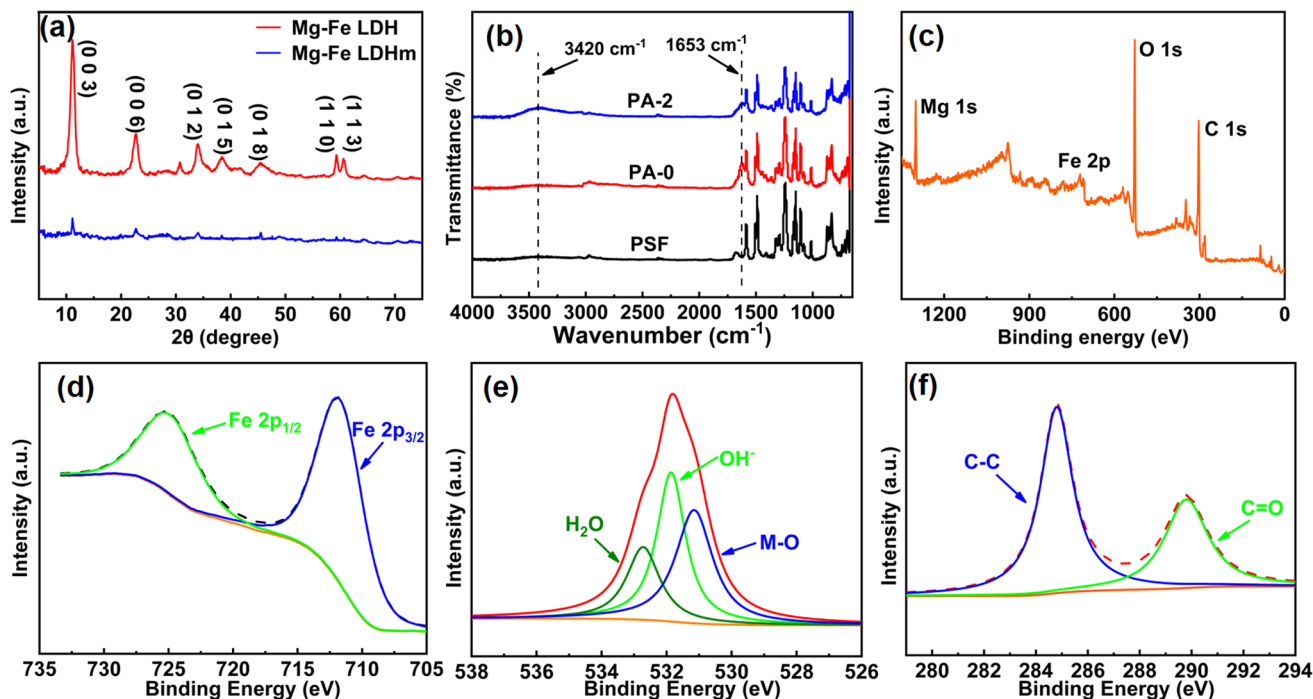 (a)
Mg-Fe LDH
Mg-Fe LDHm
(0 0 3)
(0 0 6)
(0 1 2)
(0 1 5)
(0 1 8)
(1 1 0)
(1 1 3)
Intensity (a.u.)
10 20 30 40 50 60 70
2θ (degree)
(b)
3420 cm⁻¹
1653 cm⁻¹
PA-2
PA-0
PSF
Transmittance (%)
4000 3500 3000 2500 2000 1500 1000
Wavenumber (cm⁻¹)
(c)
O 1s
Mg 1s
C 1s
Fe 2p
Intensity (a.u.)
1200 900 600 300 0
Binding energy (eV)
(d)
Fe 2p₁/₂
Fe 2p₃/₂
Intensity (a.u.)
735 730 725 720 715 710 705
Binding Energy (eV)
(e)
OH⁻
H₂O
M-O
Intensity (a.u.)
538 536 534 532 530 528 526
Binding Energy (eV)
(f)
C-C
C=O
Intensity (a.u.)
280 282 284 286 288 290 292 294
Binding Energy (eV)